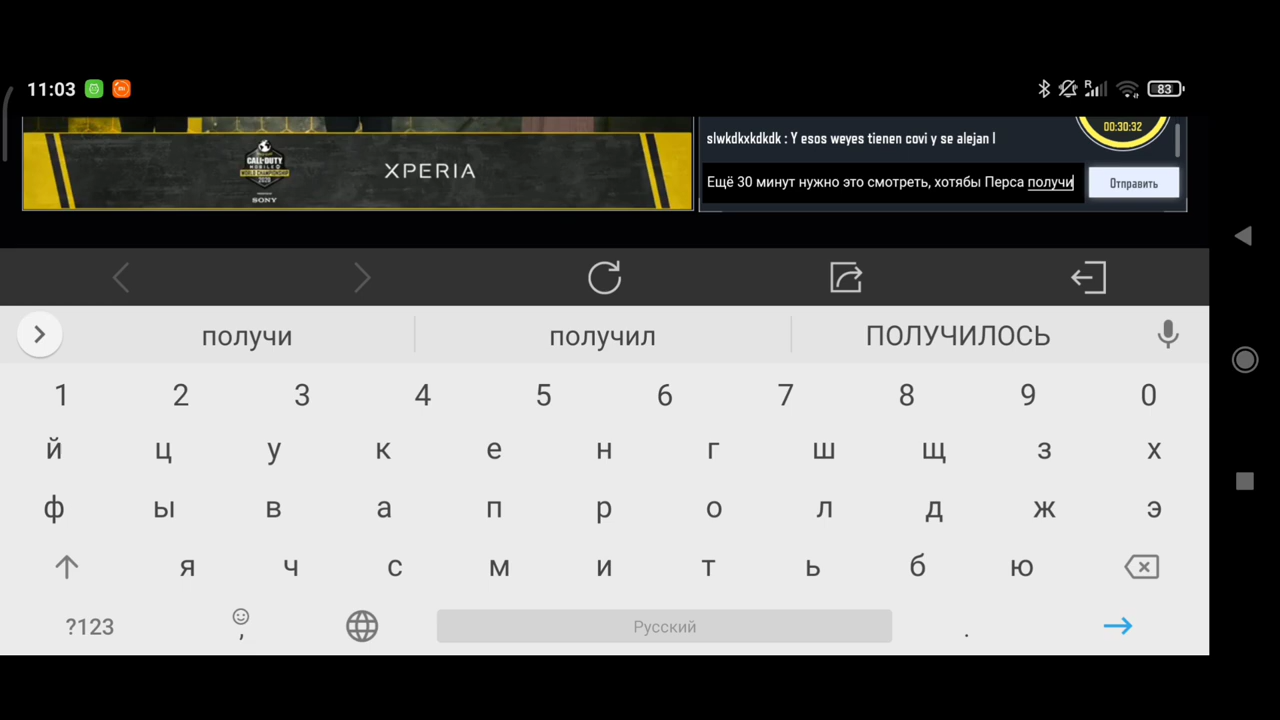 11:03
R
83
00:30:32
slwkdkxkdkdk : Y esos weyes tienen covi y se alejan l
CALL OF DUTY
MOBILE
WORLD CHAMPIONSHIP
2020
SONY
XPERIA
Ещё 30 минут нужно это смотреть, хотябы Перса получи
Отправить
получи
получил
ПОЛУЧИЛОСЬ
1 2 3 4 5 6 7 8 9 0
й ц у к е н г ш щ з х
ф ы в а п р о л д ж э
я ч с м и т ь б ю
?123 , Русский .